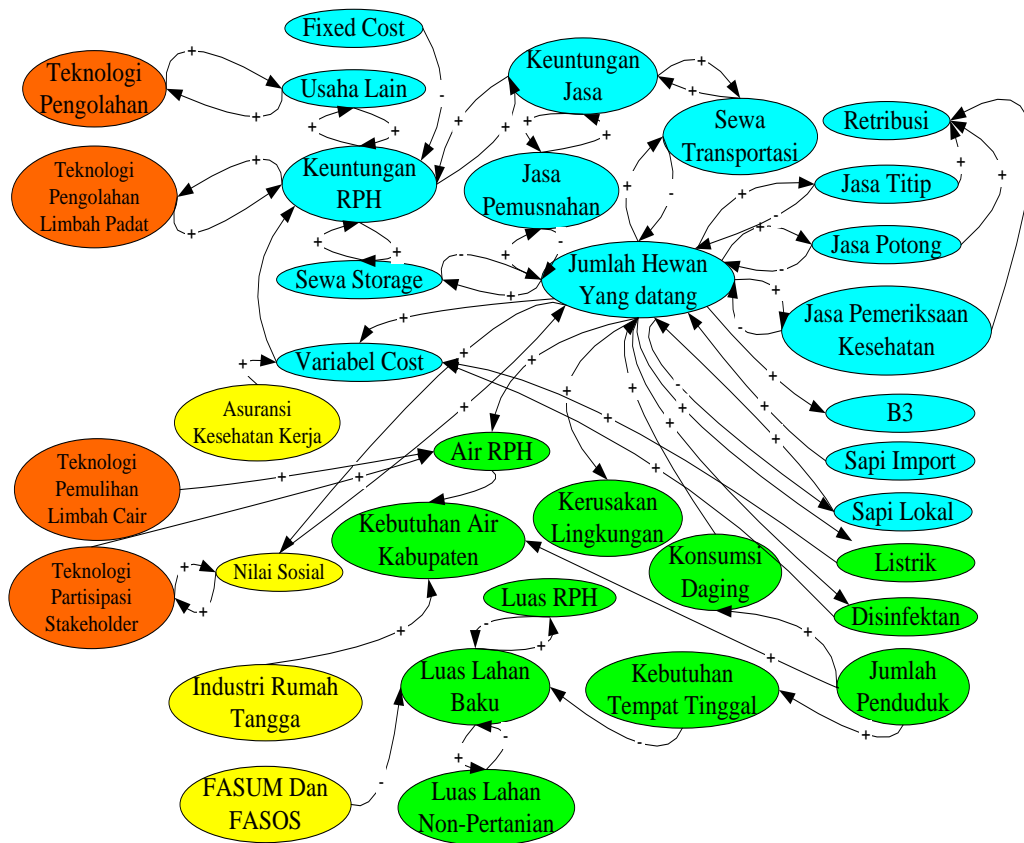 Fixed Cost
Teknologi
Pengolahan
Usaha Lain
Keuntungan
Jasa
Sewa
Transportasi
Retribusi
Teknologi
Pengolahan
Limbah Padat
Keuntungan
RPH
Jasa
Pemusnahan
Jasa Titip
Jasa Potong
Sewa Storage
Jumlah Hewan
Yang datang
Jasa Pemeriksaan
Kesehatan
Variabel Cost
Asuransi
Kesehatan Kerja
B3
Air RPH
Sapi Import
Teknologi
Pemulihan
Limbah Cair
Kebutuhan Air
Kabupaten
Kerusakan
Lingkungan
Sapi Lokal
Konsumsi
Daging
Listrik
Teknologi
Partisipasi
Stakeholder
Nilai Sosial
Luas RPH
Disinfektan
Industri Rumah
Tangga
Luas Lahan
Baku
Kebutuhan
Tempat Tinggal
Jumlah
Penduduk
FASUM Dan
FASOS
Luas Lahan
Non-Pertanian